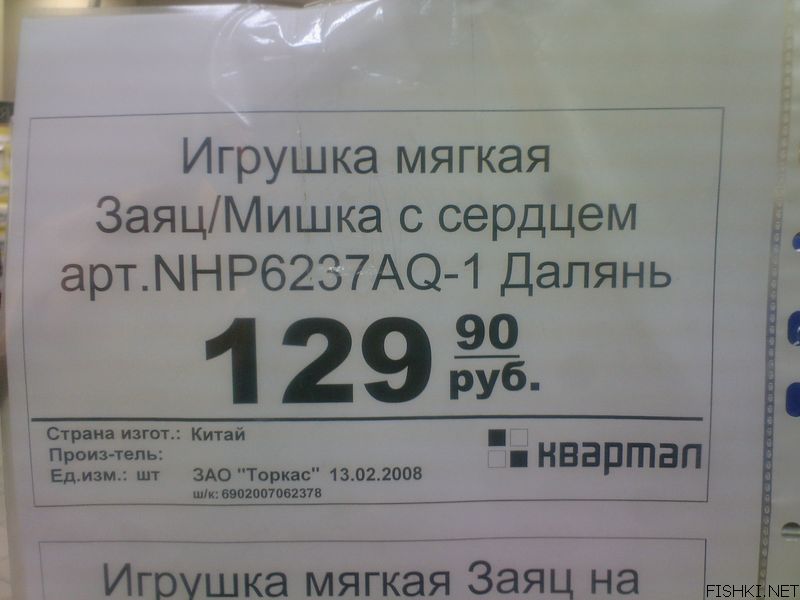 Игрушка мягкая
Заяц/Мишка с сердцем
арт.NHP6237AQ-1 Далянь
129 90 руб.
Страна изгот.: Китай
Произ-тель:
Ед.изм.: шт ЗАО "Торкас" 13.02.2008
ш/к: 6902007062378
квартал
Игрушка мягкая Заяц на
FISHKI.NET